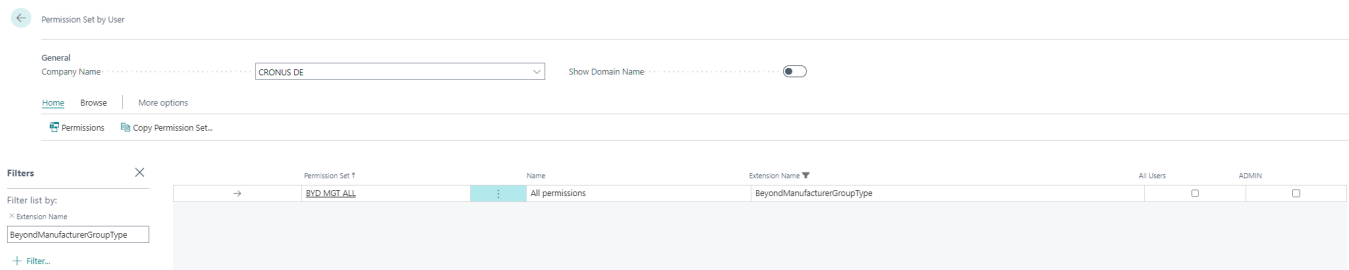 Permission Set by User
General
Company Name CRONUS DE Show Domain Name
Home Browse More options
Permissions Copy Permission Set...
Filters
Filter list by:
× Extension Name
BeyondManufacturerGroupType
+ Filter...
Permission Set ↑ Name Extension Name All Users ADMIN
→ BYD MGT ALL All permissions BeyondManufacturerGroupType